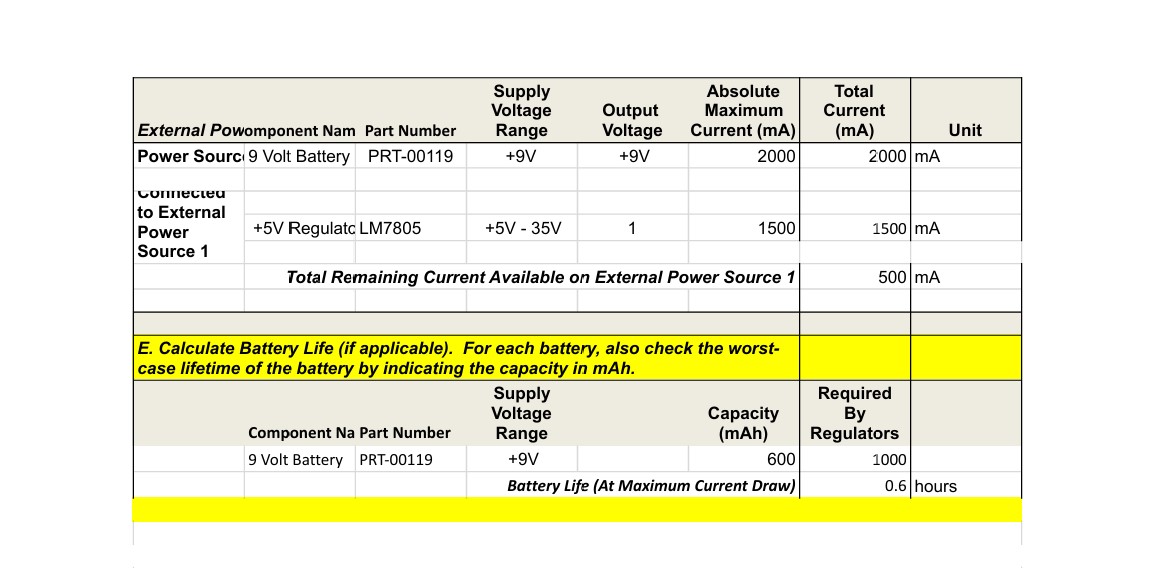 External Pow omponent Nam Part Number Supply Voltage Range Output Voltage Absolute Maximum Current (mA) Total Current (mA) Unit
Power Sourc 9 Volt Battery PRT-00119 +9V +9V 2000 2000 mA
Connected
to External
Power
Source 1
+5V Regulato LM7805 +5V - 35V 1 1500 1500 mA
Total Remaining Current Available on External Power Source 1 500 mA
E. Calculate Battery Life (if applicable). For each battery, also check the worst-
case lifetime of the battery by indicating the capacity in mAh.
Component Na Part Number Supply Voltage Range Capacity (mAh) Required By Regulators
9 Volt Battery PRT-00119 +9V 600 1000
Battery Life (At Maximum Current Draw) 0.6 hours